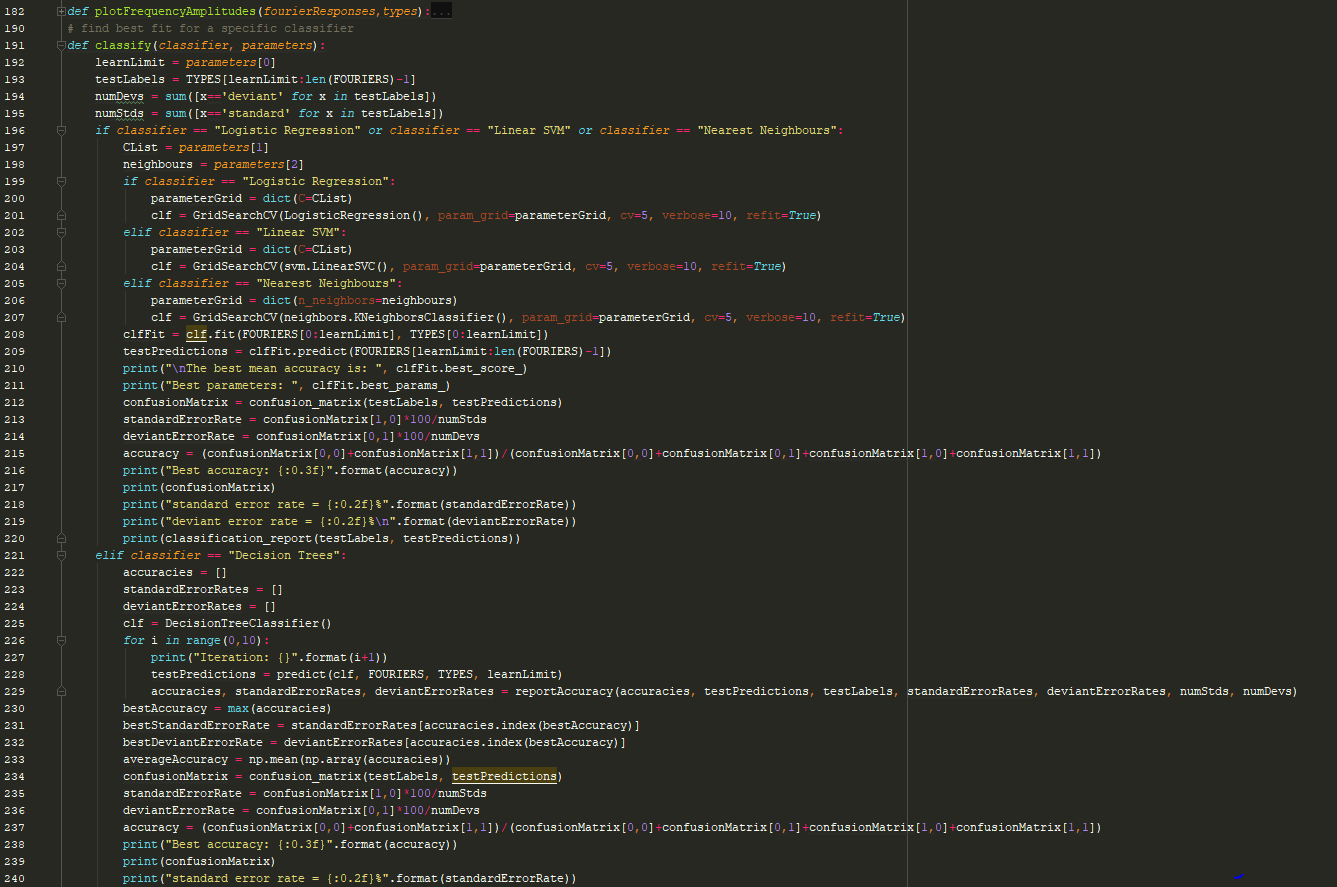 182 def plotFrequencyAmplitudes(fourierResponses,types):...
190 # find best fit for a specific classifier
191 def classify(classifier, parameters):
192     learnLimit = parameters[0]
193     testLabels = TYPES[learnLimit:len(FOURIERS)-1]
194     numDevs = sum([x=='deviant' for x in testLabels])
195     numStds = sum([x=='standard' for x in testLabels])
196     if classifier == "Logistic Regression" or classifier == "Linear SVM" or classifier == "Nearest Neighbours":
197         CList = parameters[1]
198         neighbours = parameters[2]
199         if classifier == "Logistic Regression":
200             parameterGrid = dict(C=CList)
201             clf = GridSearchCV(LogisticRegression(), param_grid=parameterGrid, cv=5, verbose=10, refit=True)
202         elif classifier == "Linear SVM":
203             parameterGrid = dict(C=CList)
204             clf = GridSearchCV(svm.LinearSVC(), param_grid=parameterGrid, cv=5, verbose=10, refit=True)
205         elif classifier == "Nearest Neighbours":
206             parameterGrid = dict(n_neighbors=neighbours)
207             clf = GridSearchCV(neighbors.KNeighborsClassifier(), param_grid=parameterGrid, cv=5, verbose=10, refit=True)
208         clfFit = clf.fit(FOURIERS[0:learnLimit], TYPES[0:learnLimit])
209         testPredictions = clfFit.predict(FOURIERS[learnLimit:len(FOURIERS)-1])
210         print("\nThe best mean accuracy is: ", clfFit.best_score_)
211         print("Best parameters: ", clfFit.best_params_)
212         confusionMatrix = confusion_matrix(testLabels, testPredictions)
213         standardErrorRate = confusionMatrix[1,0]*100/numStds
214         deviantErrorRate = confusionMatrix[0,1]*100/numDevs
215         accuracy = (confusionMatrix[0,0]+confusionMatrix[1,1])/(confusionMatrix[0,0]+confusionMatrix[0,1]+confusionMatrix[1,0]+confusionMatrix[1,1])
216         print("Best accuracy: {:0.3f}".format(accuracy))
217         print(confusionMatrix)
218         print("standard error rate = {:0.2f}%".format(standardErrorRate))
219         print("deviant error rate = {:0.2f}%\n".format(deviantErrorRate))
220         print(classification_report(testLabels, testPredictions))
221     elif classifier == "Decision Trees":
222         accuracies = []
223         standardErrorRates = []
224         deviantErrorRates = []
225         clf = DecisionTreeClassifier()
226         for i in range(0,10):
227             print("Iteration: {}".format(i+1))
228             testPredictions = predict(clf, FOURIERS, TYPES, learnLimit)
229             accuracies, standardErrorRates, deviantErrorRates = reportAccuracy(accuracies, testPredictions, testLabels, standardErrorRates, deviantErrorRates, numStds, numDevs)
230         bestAccuracy = max(accuracies)
231         bestStandardErrorRate = standardErrorRates[accuracies.index(bestAccuracy)]
232         bestDeviantErrorRate = deviantErrorRates[accuracies.index(bestAccuracy)]
233         averageAccuracy = np.mean(np.array(accuracies))
234         confusionMatrix = confusion_matrix(testLabels, testPredictions)
235         standardErrorRate = confusionMatrix[1,0]*100/numStds
236         deviantErrorRate = confusionMatrix[0,1]*100/numDevs
237         accuracy = (confusionMatrix[0,0]+confusionMatrix[1,1])/(confusionMatrix[0,0]+confusionMatrix[0,1]+confusionMatrix[1,0]+confusionMatrix[1,1])
238         print("Best accuracy: {:0.3f}".format(accuracy))
239         print(confusionMatrix)
240         print("standard error rate = {:0.2f}%".format(standardErrorRate))